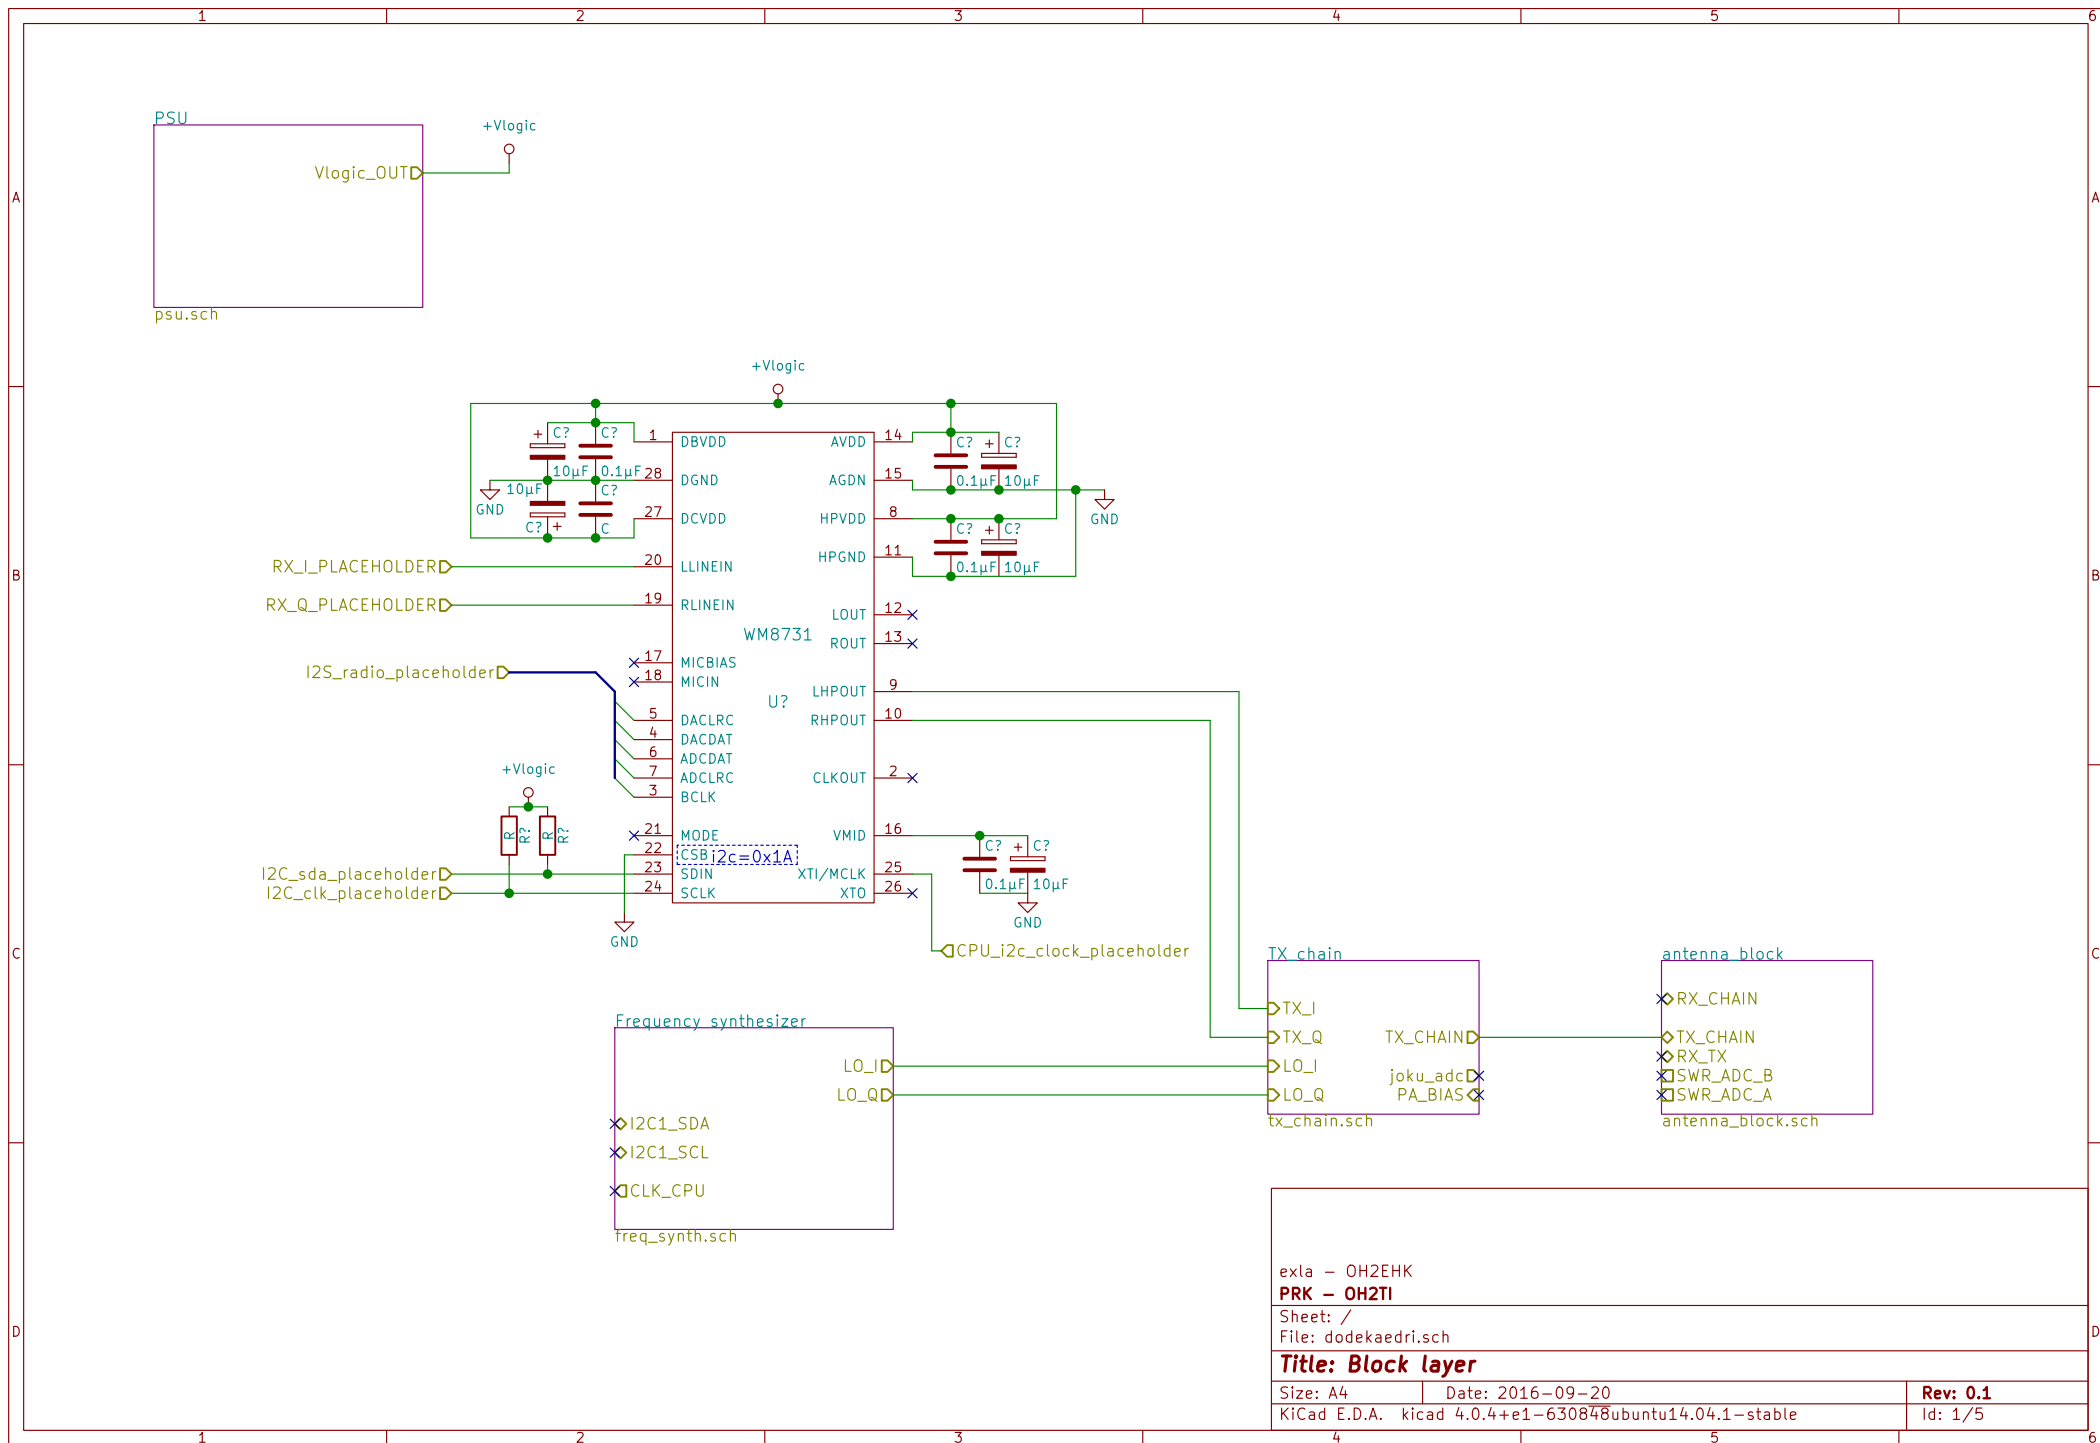 1 2 3 4 5 6
A A
B B
C C
D D
PSU
Vlogic_OUT
psu.sch
+Vlogic
+Vlogic
C? C?
10µF 0.1µF
10µF C?
C? C
GND
1 DBVDD
28 DGND
27 DCVDD
20 LLINEIN
19 RLINEIN
17 MICBIAS
18 MICIN
5 DACLRC
4 DACDAT
6 ADCDAT
7 ADCLRC
3 BCLK
21 MODE
22 CSB
i2c=0x1A
23 SDIN
24 SCLK
WM8731
U?
AVDD 14
AGDN 15
HPVDD 8
HPGND 11
LOUT 12
ROUT 13
LHPOUT 9
RHPOUT 10
CLKOUT 2
VMID 16
XTI/MCLK 25
XTO 26
C? C?
0.1µF 10µF
GND
C? C?
0.1µF 10µF
RX_I_PLACEHOLDER
RX_Q_PLACEHOLDER
I2S_radio_placeholder
+Vlogic
R R?
R R?
I2C_sda_placeholder
I2C_clk_placeholder
GND
C? C?
0.1µF 10µF
GND
CPU_i2c_clock_placeholder
Frequency synthesizer
LO_I
LO_Q
I2C1_SDA
I2C1_SCL
CLK_CPU
freq_synth.sch
TX_chain
TX_I
TX_Q
LO_I
LO_Q
TX_CHAIN
joku_adc
PA_BIAS
tx_chain.sch
antenna_block
RX_CHAIN
TX_CHAIN
RX_TX
SWR_ADC_B
SWR_ADC_A
antenna_block.sch
exla - OH2EHK
PRK - OH2TI
Sheet: /
File: dodekaedri.sch
Title: Block layer
Size: A4 Date: 2016-09-20 Rev: 0.1
KiCad E.D.A. kicad 4.0.4+e1-630848ubuntu14.04.1-stable Id: 1/5
1 2 3 4 5 6